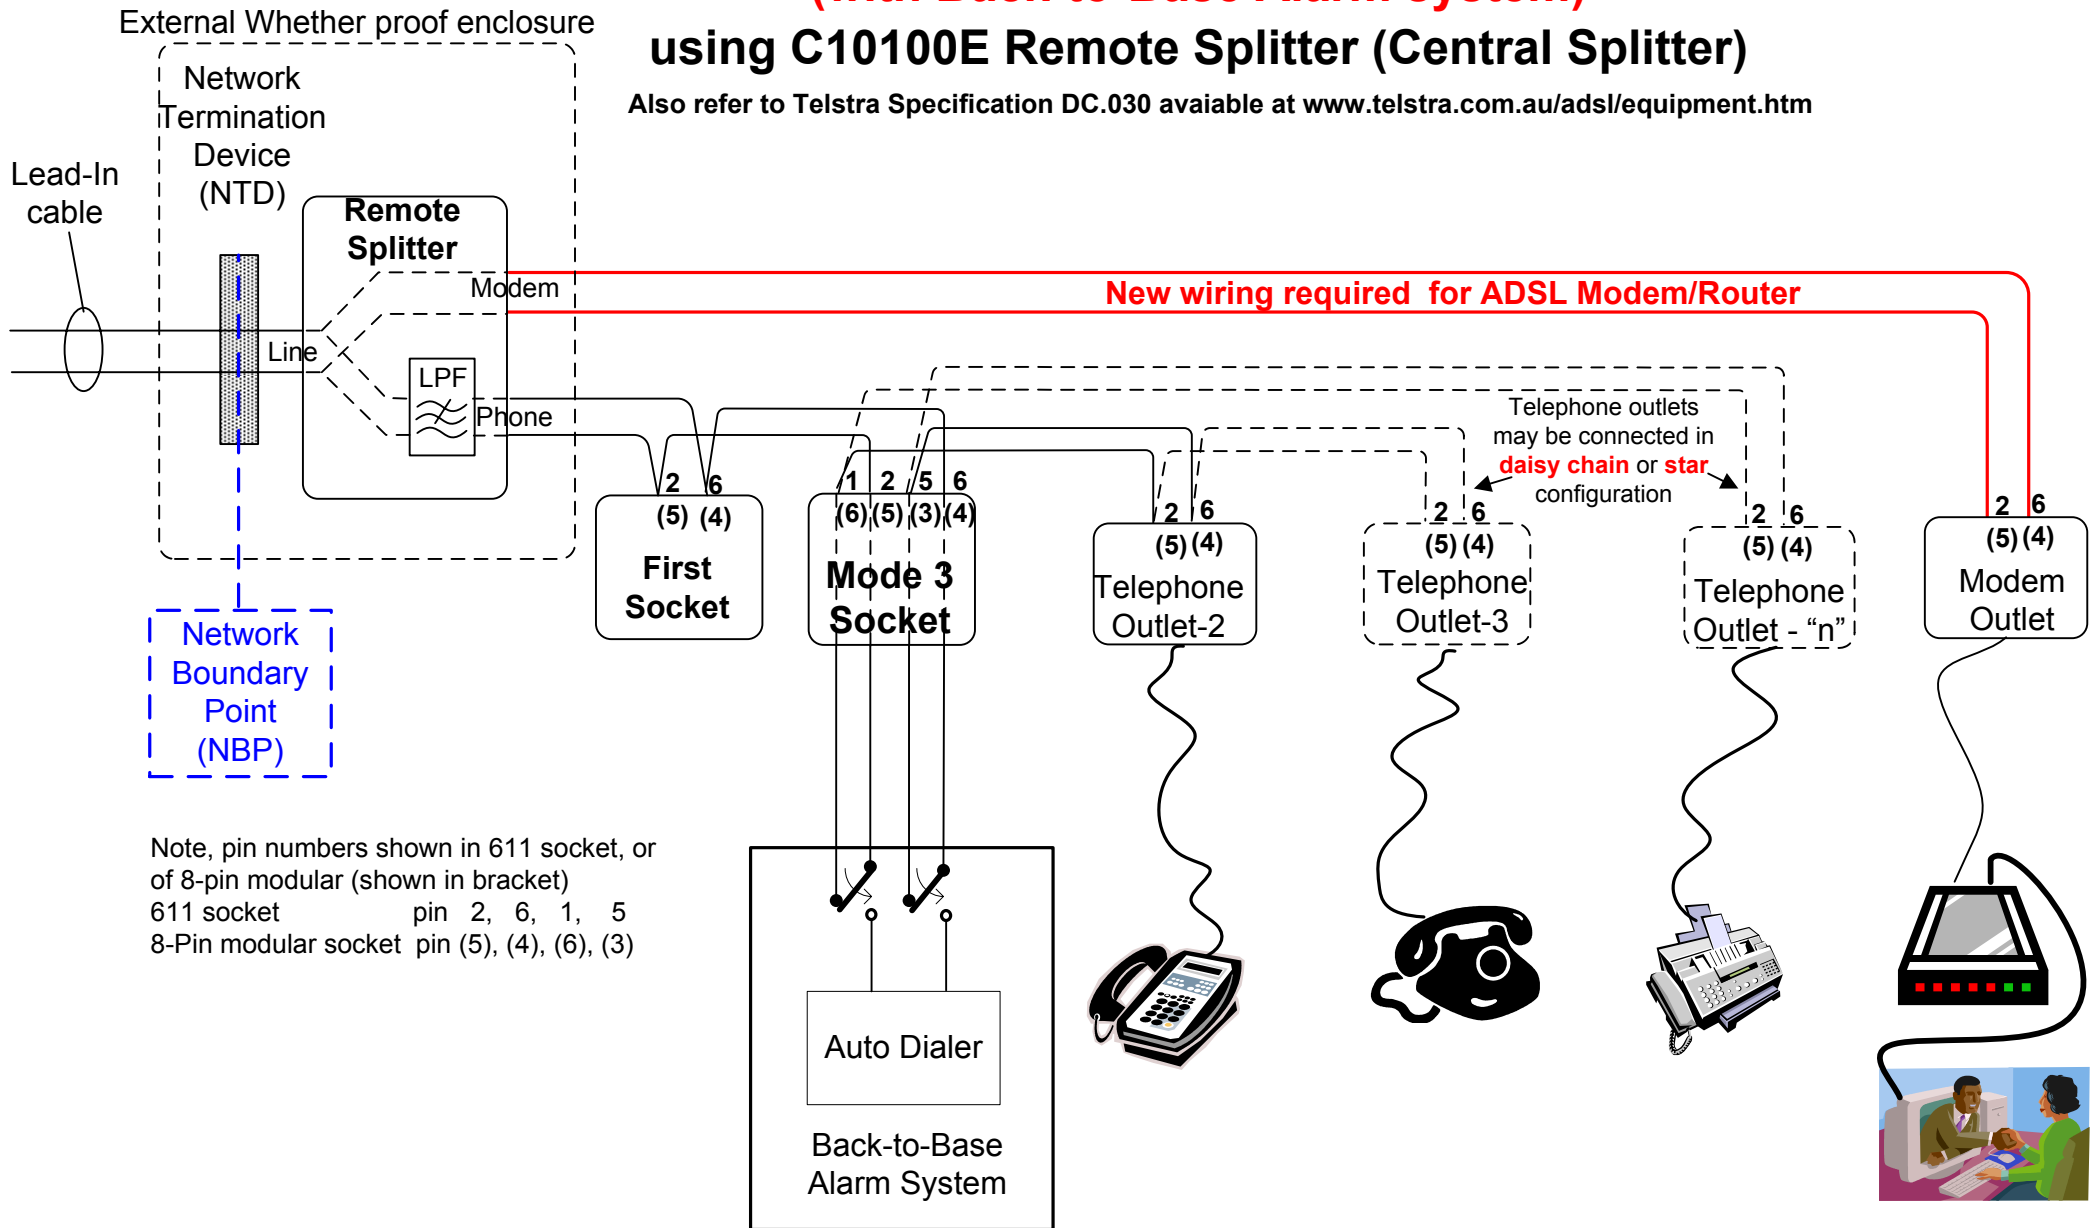 (with Back-to-Base Alarm system)
using C10100E Remote Splitter (Central Splitter)
Also refer to Telstra Specification DC.030 avaiable at www.telstra.com.au/adsl/equipment.htm
External Whether proof enclosure
Network
Termination
Device
(NTD)
Lead-In
cable
Remote
Splitter
Modem
Line
LPF
Phone
New wiring required  for ADSL Modem/Router
Telephone outlets
may be connected in
daisy chain or star
configuration
2 6
(5) (4)
First
Socket
1 2 5 6
(6) (5) (3) (4)
Mode 3
Socket
2 6
(5) (4)
Telephone
Outlet-2
2 6
(5) (4)
Telephone
Outlet-3
2 6
(5) (4)
Telephone
Outlet - “n”
2 6
(5) (4)
Modem
Outlet
Network
Boundary
Point
(NBP)
Note, pin numbers shown in 611 socket, or
of 8-pin modular (shown in bracket)
611 socket pin 2, 6, 1, 5
8-Pin modular socket pin (5), (4), (6), (3)
Auto Dialer
Back-to-Base
Alarm System